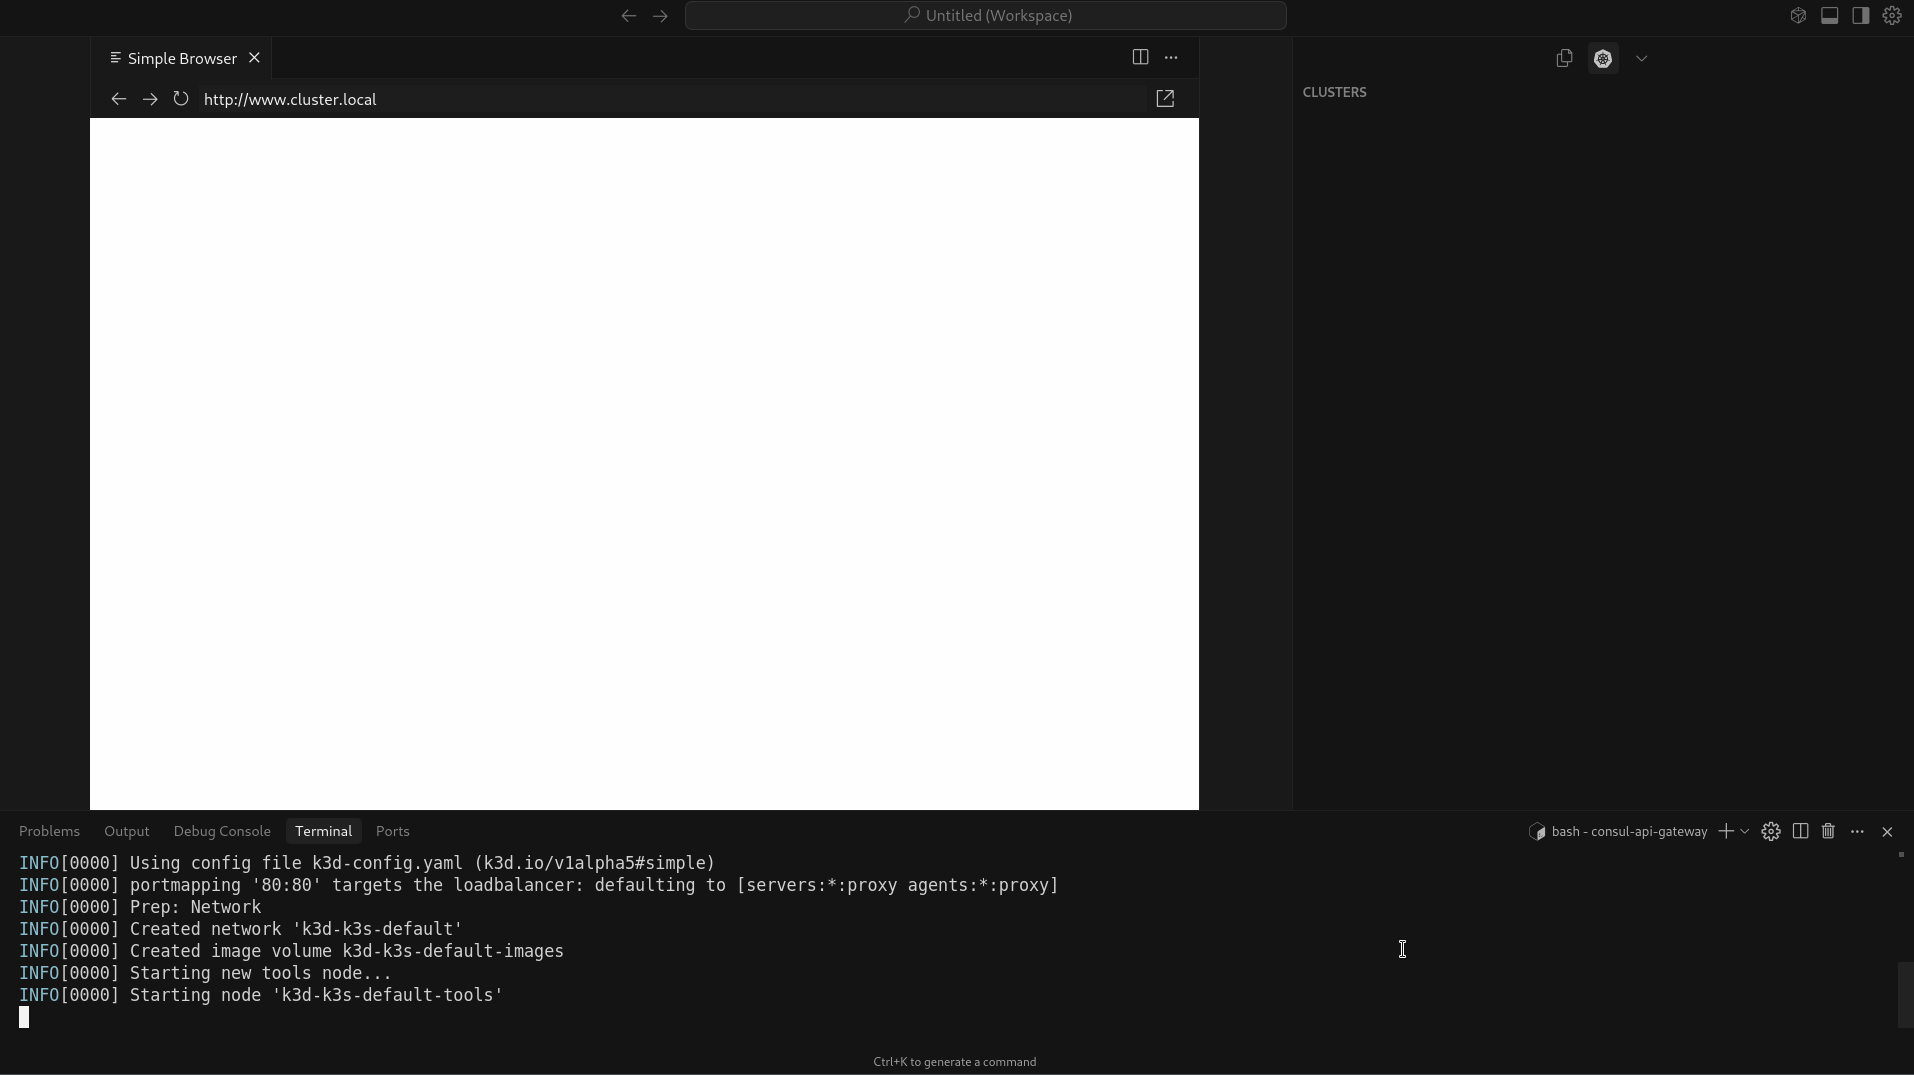 Untitled (Workspace)
Simple Browser
http://www.cluster.local
CLUSTERS
Problems Output Debug Console Terminal Ports
bash - consul-api-gateway
INFO[0000] Using config file k3d-config.yaml (k3d.io/v1alpha5#simple)
INFO[0000] portmapping '80:80' targets the loadbalancer: defaulting to [servers:*:proxy agents:*:proxy]
INFO[0000] Prep: Network
INFO[0000] Created network 'k3d-k3s-default'
INFO[0000] Created image volume k3d-k3s-default-images
INFO[0000] Starting new tools node...
INFO[0000] Starting node 'k3d-k3s-default-tools'
Ctrl+K to generate a command